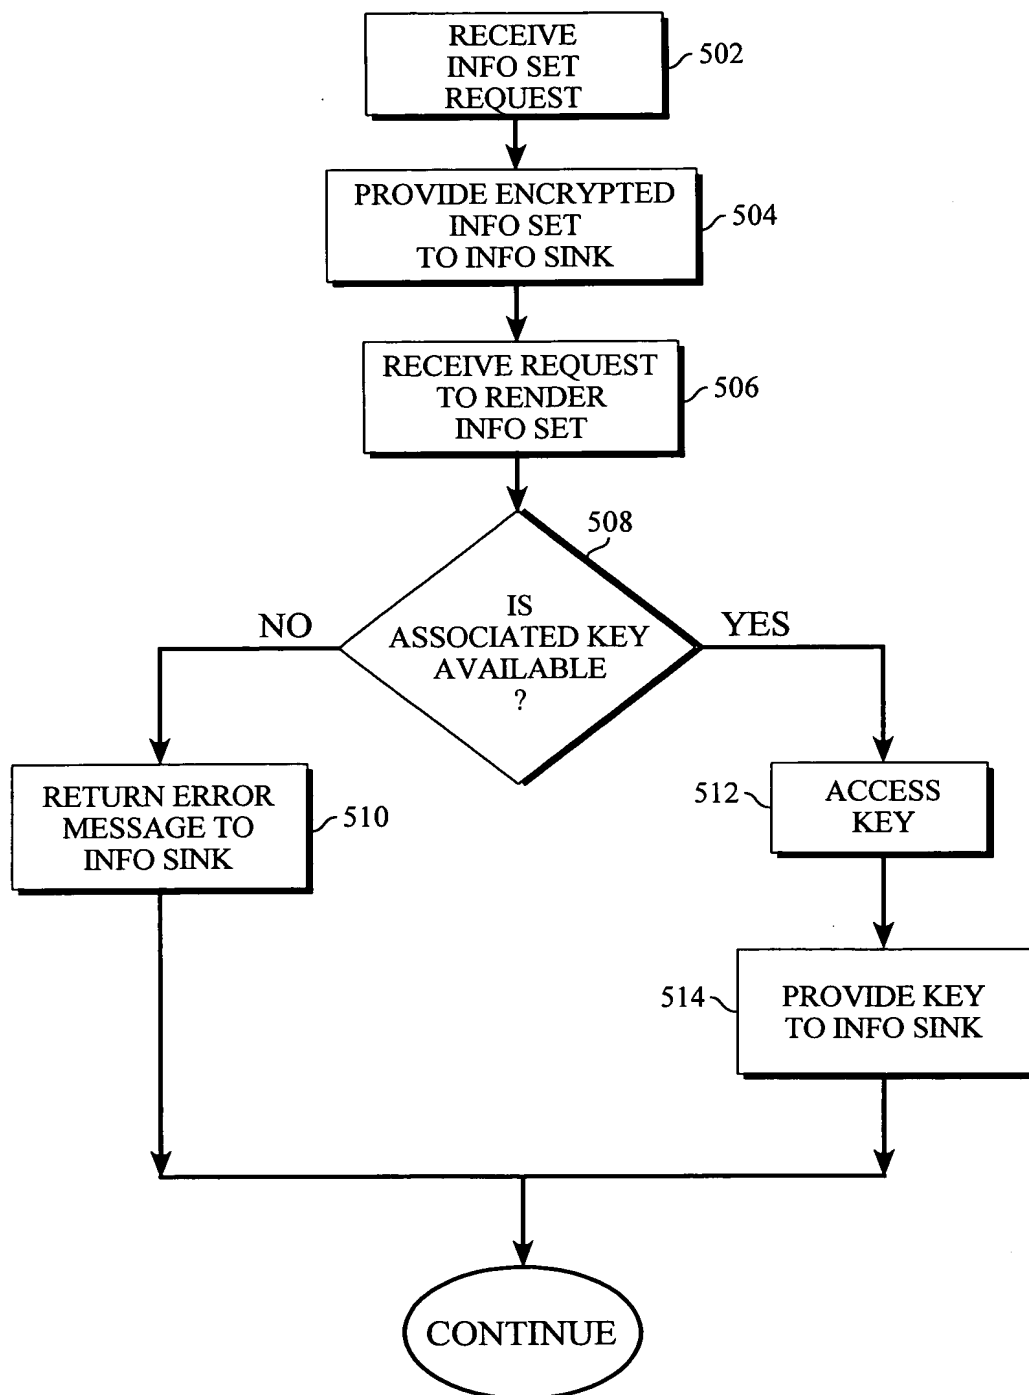 RECEIVE
INFO SET
REQUEST
502
PROVIDE ENCRYPTED
INFO SET
TO INFO SINK
504
RECEIVE REQUEST
TO RENDER
INFO SET
506
508
IS
ASSOCIATED KEY
AVAILABLE
?
NO
YES
RETURN ERROR
MESSAGE TO
INFO SINK
510
512
ACCESS
KEY
514
PROVIDE KEY
TO INFO SINK
CONTINUE